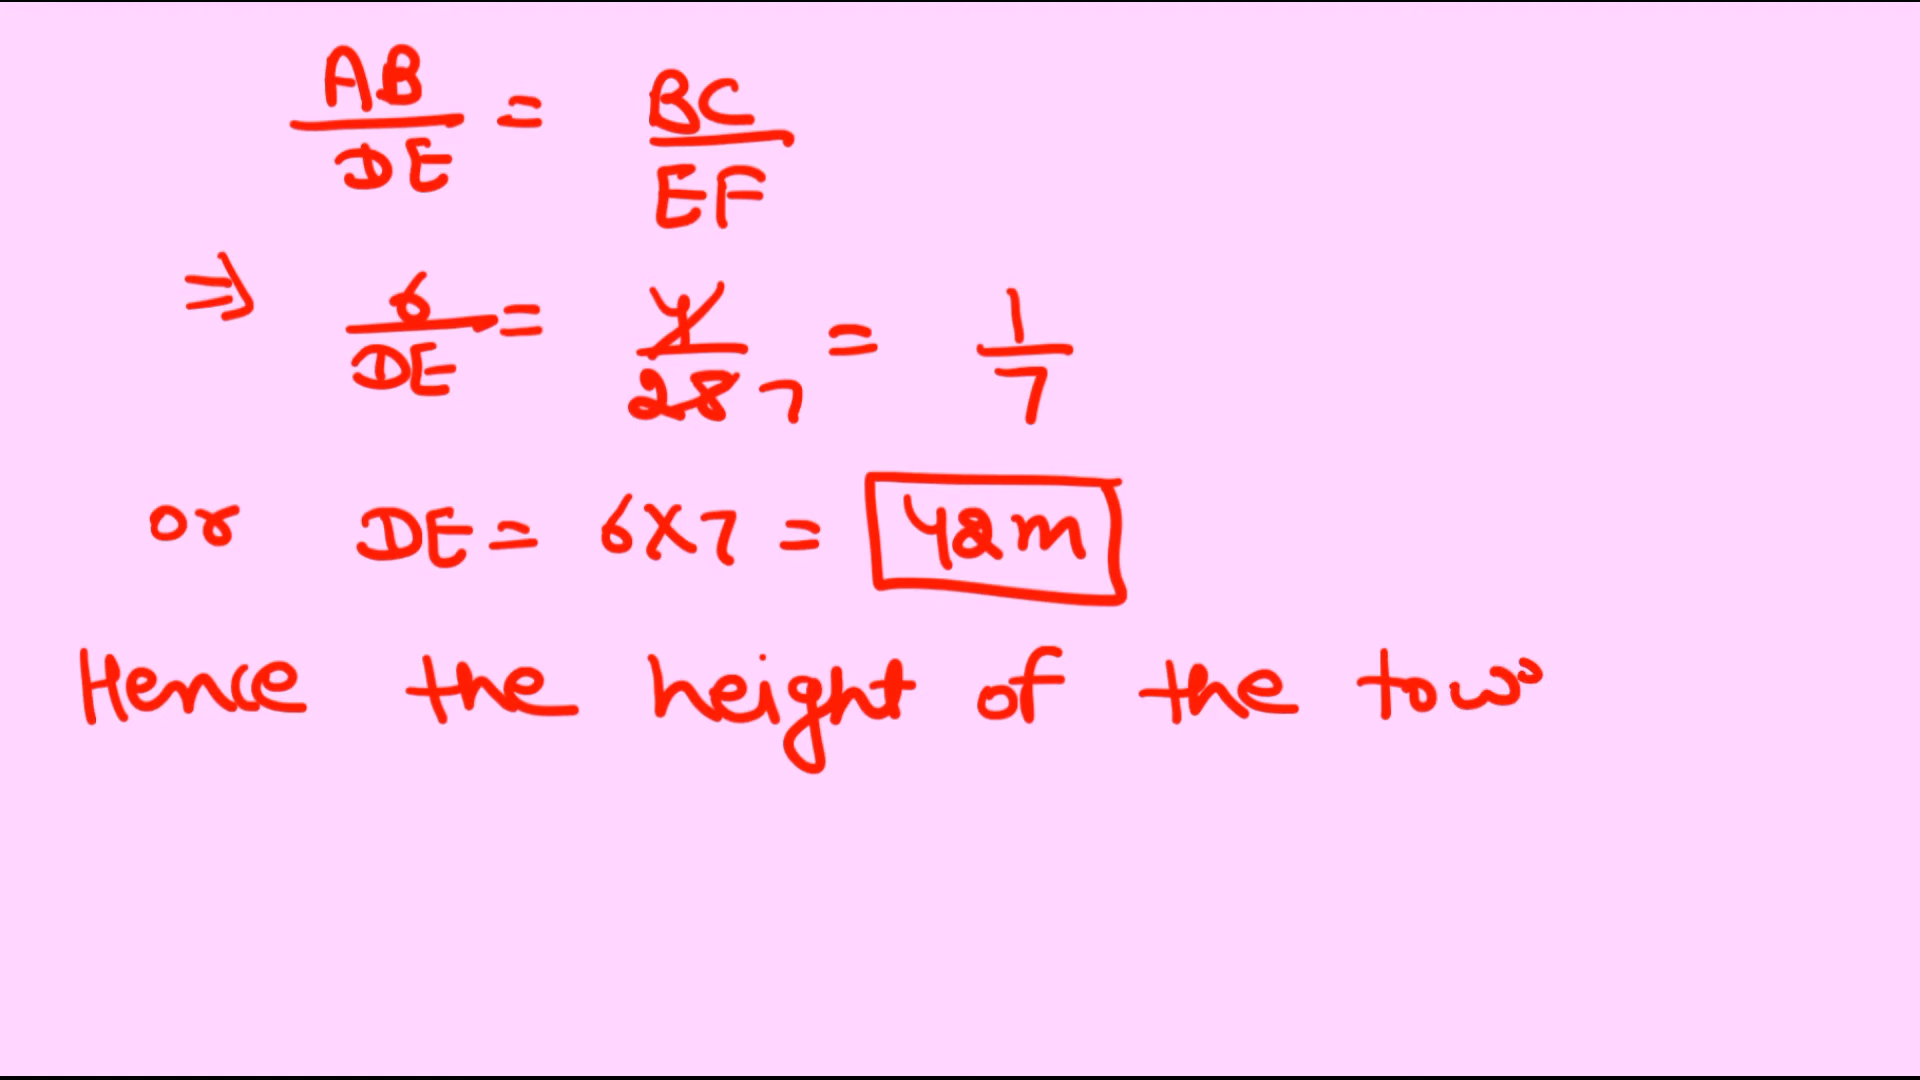 AB/DE = BC/EF
⇒ 6/DE = 4/28 7 = 1/7
or DE = 6×7 = 42m
Hence the height of the